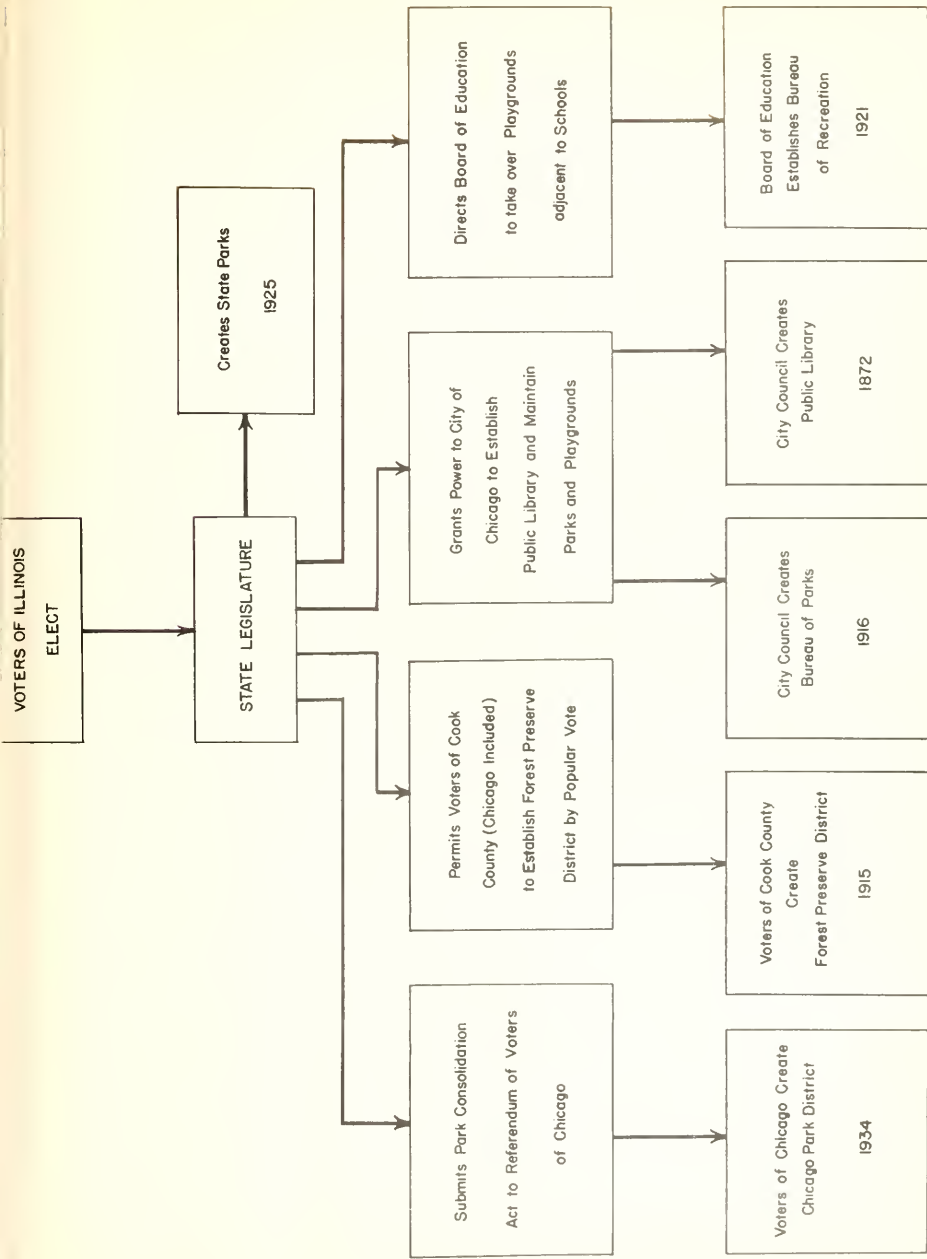 VOTERS OF ILLINOIS
ELECT
STATE LEGISLATURE
Creates State Parks
1925
Submits Park Consolidation
Act to Referendum of Voters
of Chicago
Permits Voters of Cook
County (Chicago Included)
to Establish Forest Preserve
District by Popular Vote
Grants Power to City of
Chicago to Establish
Public Library and Maintain
Parks and Playgrounds
Directs Board of Education
to take over Playgrounds
adjacent to Schools
Voters of Chicago Create
Chicago Park District
1934
Voters of Cook County
Create
Forest Preserve District
1915
City Council Creates
Bureau of Parks
1916
City Council Creates
Public Library
1872
Board of Education
Establishes Bureau
of Recreation
1921